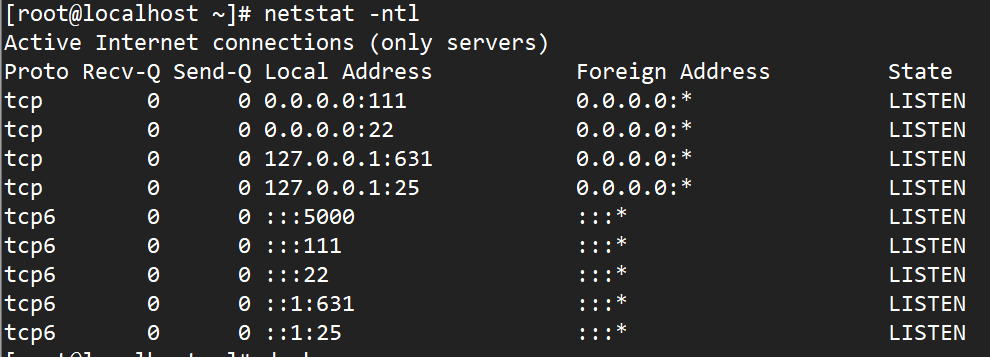 [root@localhost ~]# netstat -ntl
Active Internet connections (only servers)
Proto Recv-Q Send-Q Local Address           Foreign Address         State
tcp        0      0 0.0.0.0:111             0.0.0.0:*               LISTEN
tcp        0      0 0.0.0.0:22              0.0.0.0:*               LISTEN
tcp        0      0 127.0.0.1:631           0.0.0.0:*               LISTEN
tcp        0      0 127.0.0.1:25            0.0.0.0:*               LISTEN
tcp6       0      0 :::5000                 :::*                    LISTEN
tcp6       0      0 :::111                  :::*                    LISTEN
tcp6       0      0 :::22                   :::*                    LISTEN
tcp6       0      0 ::1:631                 :::*                    LISTEN
tcp6       0      0 ::1:25                  :::*                    LISTEN